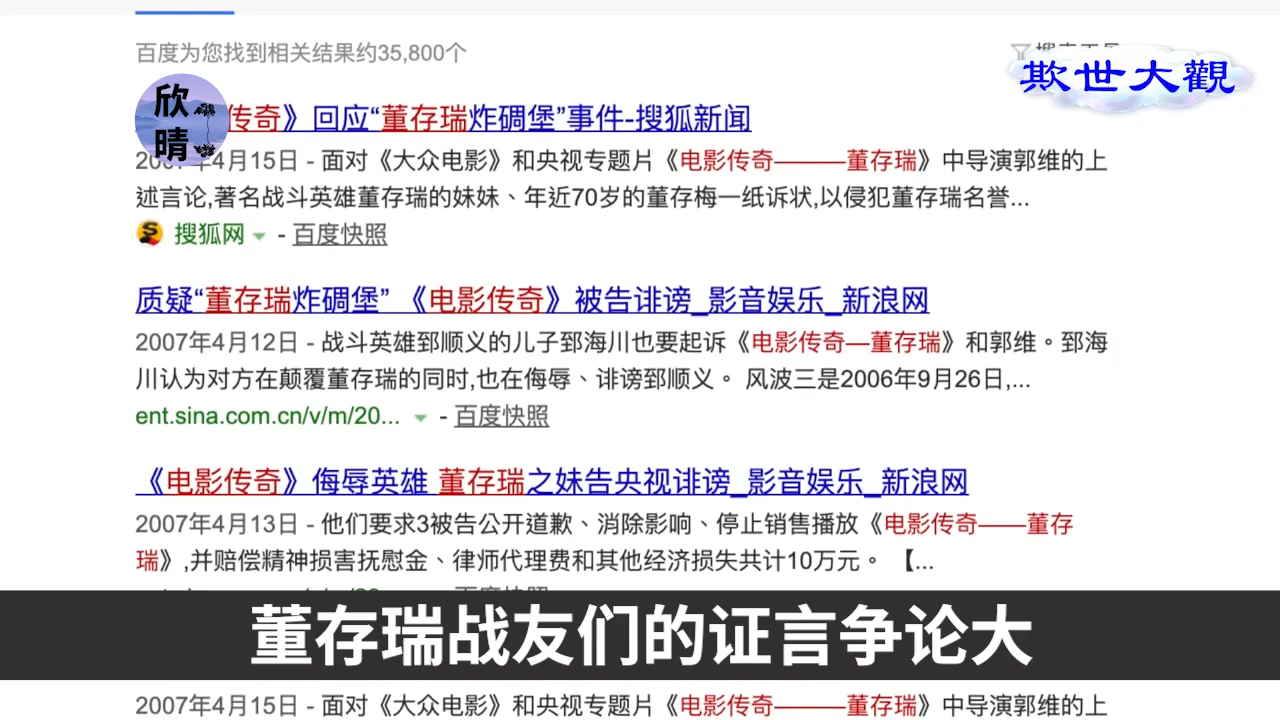 百度为您找到相关结果约35,800个
欺世大觀
欣晴
传奇》回应“董存瑞炸碉堡”事件-搜狐新闻
4月15日 - 面对《大众电影》和央视专题片《电影传奇———董存瑞》中导演郭维的上
述言论,著名战斗英雄董存瑞的妹妹、年近70岁的董存梅一纸诉状,以侵犯董存瑞名誉...
搜狐网 - 百度快照
质疑“董存瑞炸碉堡” 《电影传奇》被告诽谤_影音娱乐_新浪网
2007年4月12日 - 战斗英雄郅顺义的儿子郅海川也要起诉《电影传奇—董存瑞》和郭维。郅海
川认为对方在颠覆董存瑞的同时,也在侮辱、诽谤郅顺义。 风波三是2006年9月26日,...
ent.sina.com.cn/v/m/20... - 百度快照
《电影传奇》侮辱英雄 董存瑞之妹告央视诽谤_影音娱乐_新浪网
2007年4月13日 - 他们要求3被告公开道歉、消除影响、停止销售播放《电影传奇——董存
瑞》,并赔偿精神损害抚慰金、律师代理费和其他经济损失共计10万元。 【...
董存瑞战友们的证言争论大
2007年4月15日 - 面对《大众电影》和央视专题片《电影传奇———董存瑞》中导演郭维的上